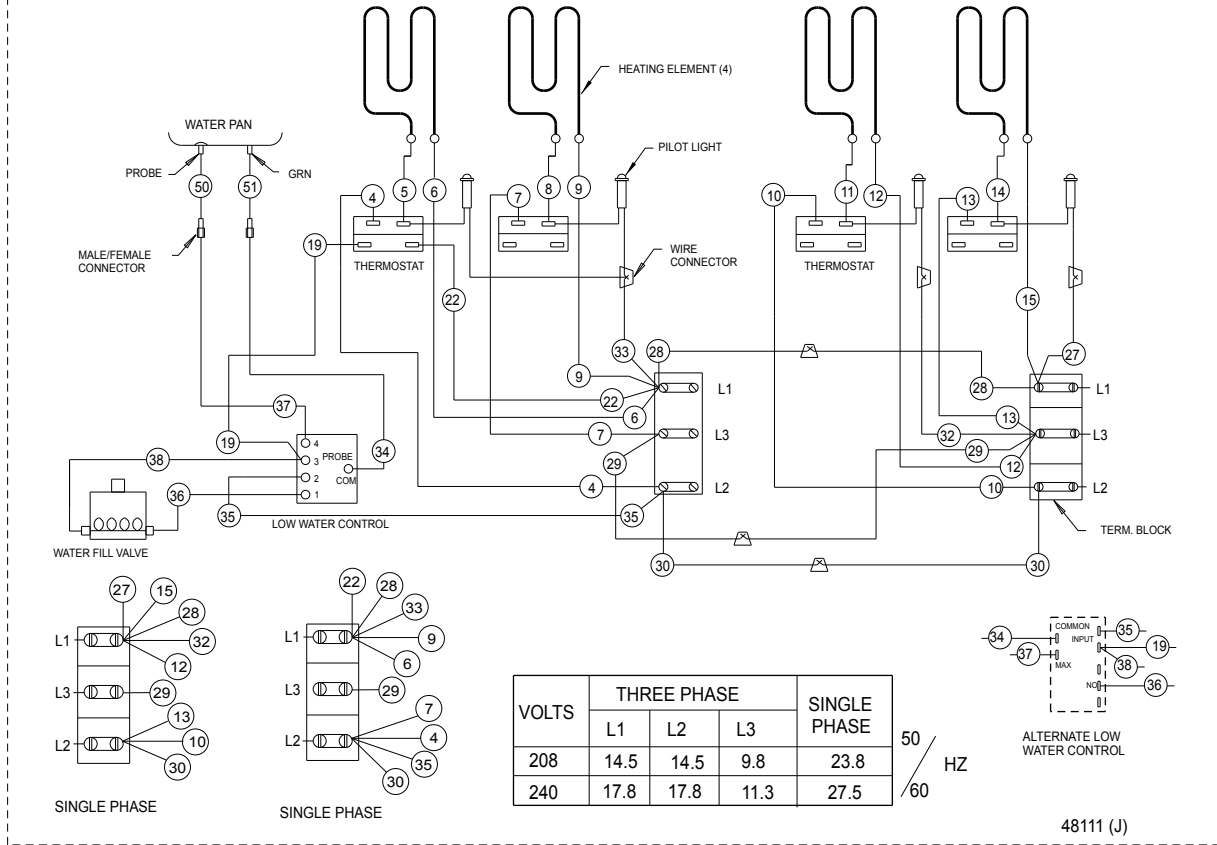 HEATING ELEMENT (4)
WATER PAN
PROBE
GRN
PILOT LIGHT
50
51
4
5
6
7
8
9
10
11
12
13
14
MALE/FEMALE
CONNECTOR
19
THERMOSTAT
WIRE
CONNECTOR
THERMOSTAT
22
15
33
28
27
9
28
L1
L1
22
6
13
37
7
L3
32
L3
19
34
29
29
4
PROBE
3
38
12
2
COM
36
1
4
L2
10
L2
35
LOW WATER CONTROL
35
TERM. BLOCK
WATER FILL VALVE
30
30
27
15
28
L1
32
12
L3
29
13
L2
10
30
SINGLE PHASE
22
28
33
L1
9
6
L3
29
7
L2
4
35
30
SINGLE PHASE
VOLTS THREE PHASE SINGLE
PHASE
L1 L2 L3
208 14.5 14.5 9.8 23.8
240 17.8 17.8 11.3 27.5
50
/60
HZ
COMMON
INPUT
34
35
37
19
MAX
38
NO
36
ALTERNATE LOW
WATER CONTROL
48111 (J)